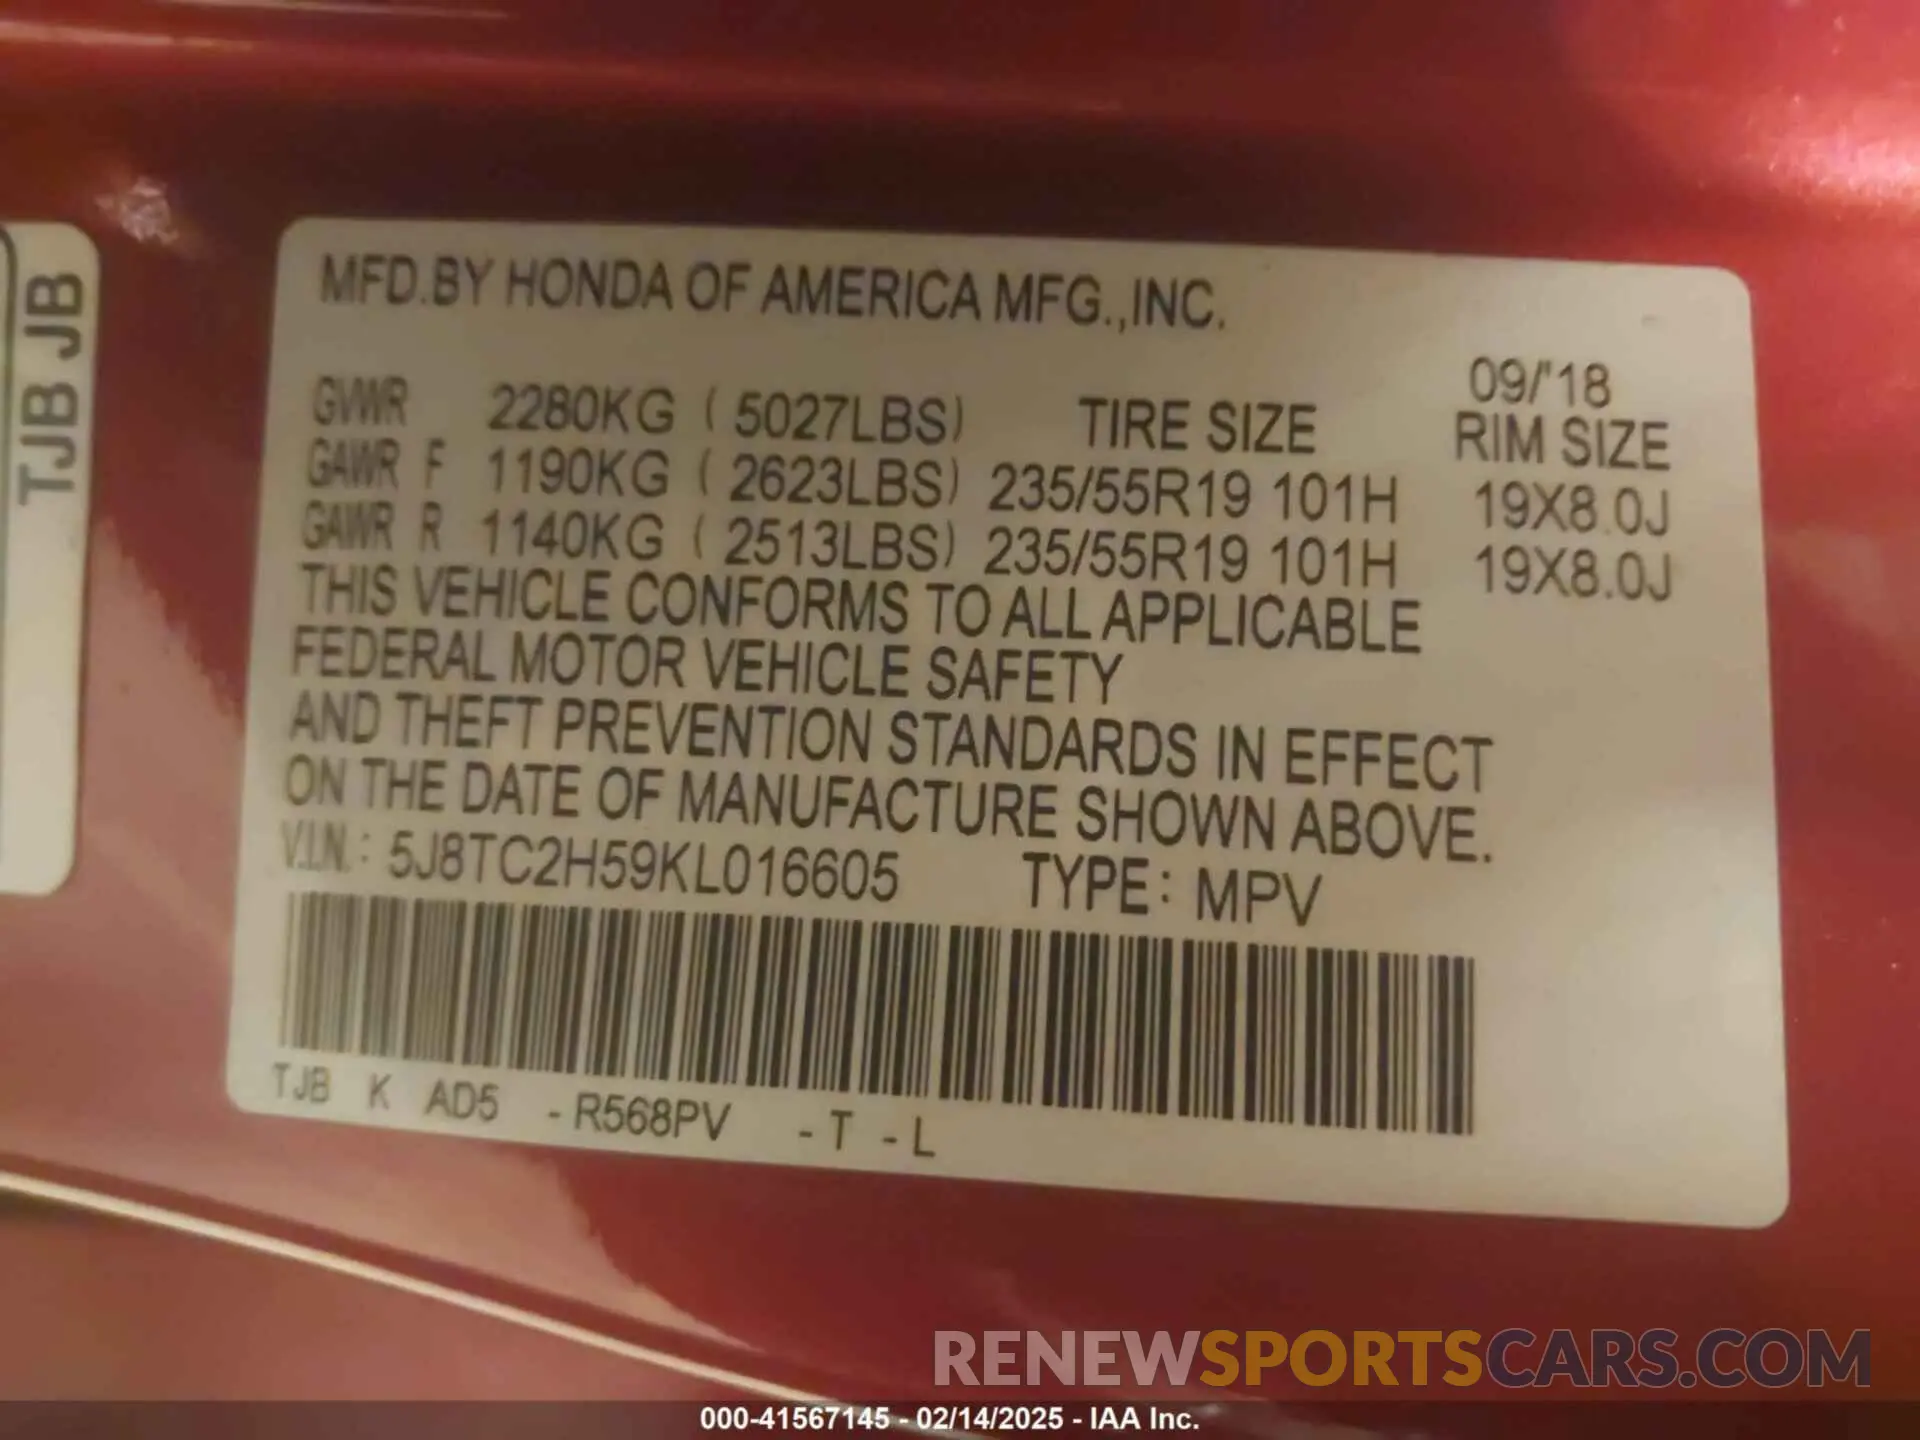 TJB JB
MFD.BY HONDA OF AMERICA MFG.,INC.
09/'18
GVWR 2280KG ( 5027LBS) TIRE SIZE RIM SIZE
GAWR F 1190KG ( 2623LBS) 235/55R19 101H 19X8.0J
GAWR R 1140KG ( 2513LBS) 235/55R19 101H 19X8.0J
THIS VEHICLE CONFORMS TO ALL APPLICABLE
FEDERAL MOTOR VEHICLE SAFETY
AND THEFT PREVENTION STANDARDS IN EFFECT
ON THE DATE OF MANUFACTURE SHOWN ABOVE.
V.I.N.: 5J8TC2H59KL016605 TYPE: MPV
TJB K AD5 - R568PV - T - L
RENEWSPORTSCARS.COM
000-41567145 - 02/14/2025 - IAA Inc.